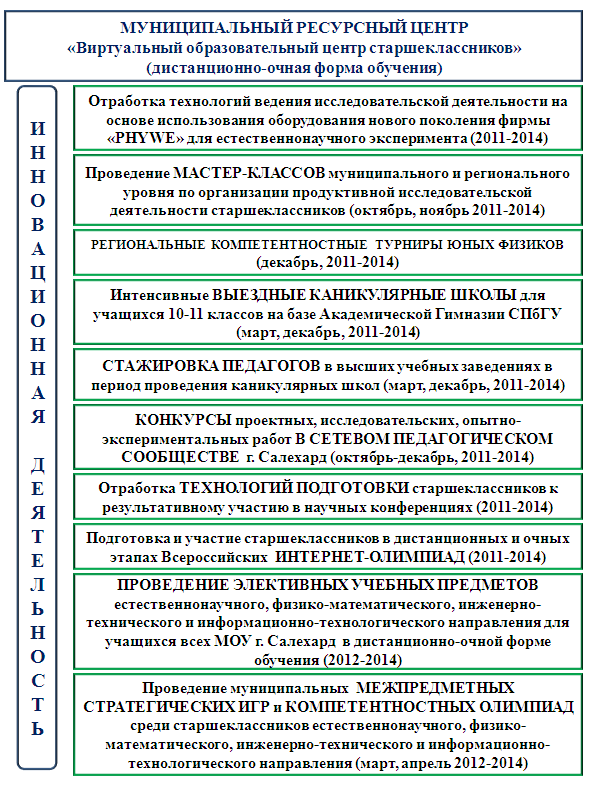 МУНИЦИПАЛЬНЫЙ РЕСУРСНЫЙ ЦЕНТР
«Виртуальный образовательный центр старшеклассников»
(дистанционно-очная форма обучения)
ИННОВАЦИОННАЯ ДЕЯТЕЛЬНОСТЬ
Отработка технологий ведения исследовательской деятельности на
основе использования оборудования нового поколения фирмы
«PHYWE» для естественнонаучного эксперимента (2011-2014)
Проведение МАСТЕР-КЛАССОВ муниципального и регионального
уровня по организации продуктивной исследовательской
деятельности старшеклассников (октябрь, ноябрь 2011-2014)
РЕГИОНАЛЬНЫЕ КОМПЕТЕНТНОСТНЫЕ ТУРНИРЫ ЮНЫХ ФИЗИКОВ
(декабрь, 2011-2014)
Интенсивные ВЫЕЗДНЫЕ КАНИКУЛЯРНЫЕ ШКОЛЫ для
учащихся 10-11 классов на базе Академической Гимназии СПбГУ
(март, декабрь, 2011-2014)
СТАЖИРОВКА ПЕДАГОГОВ в высших учебных заведениях в
период проведения каникулярных школ (март, декабрь, 2011-2014)
КОНКУРСЫ проектных, исследовательских, опытно-
экспериментальных работ В СЕТЕВОМ ПЕДАГОГИЧЕСКОМ
СООБЩЕСТВЕ г. Салехард (октябрь-декабрь, 2011-2014)
Отработка ТЕХНОЛОГИЙ ПОДГОТОВКИ старшеклассников к
результативному участию в научных конференциях (2011-2014)
Подготовка и участие старшеклассников в дистанционных и очных
этапах Всероссийских ИНТЕРНЕТ-ОЛИМПИАД (2011-2014)
ПРОВЕДЕНИЕ ЭЛЕКТИВНЫХ УЧЕБНЫХ ПРЕДМЕТОВ
естественнонаучного, физико-математического, инженерно-
технического и информационно-технологического направления для
учащихся всех МОУ г. Салехард в дистанционно-очной форме
обучения (2012-2014)
Проведение муниципальных МЕЖПРЕДМЕТНЫХ
СТРАТЕГИЧЕСКИХ ИГР и КОМПЕТЕНТНОСТНЫХ ОЛИМПИАД
среди старшеклассников естественнонаучного, физико-
математического, инженерно-технического и информационно-
технологического направления (март, апрель 2012-2014)